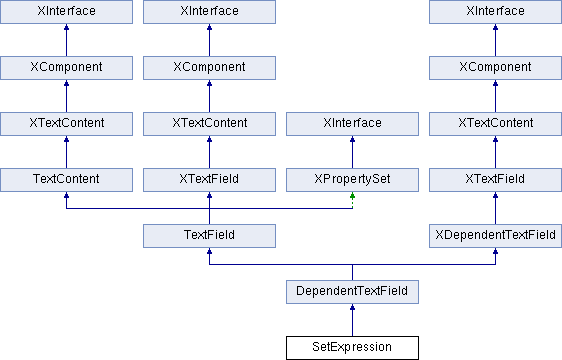 XInterface
XInterface
XInterface
XComponent
XComponent
XComponent
XTextContent
XTextContent
XInterface
XTextContent
TextContent
XTextField
XPropertySet
XTextField
TextField
XDependentTextField
DependentTextField
SetExpression